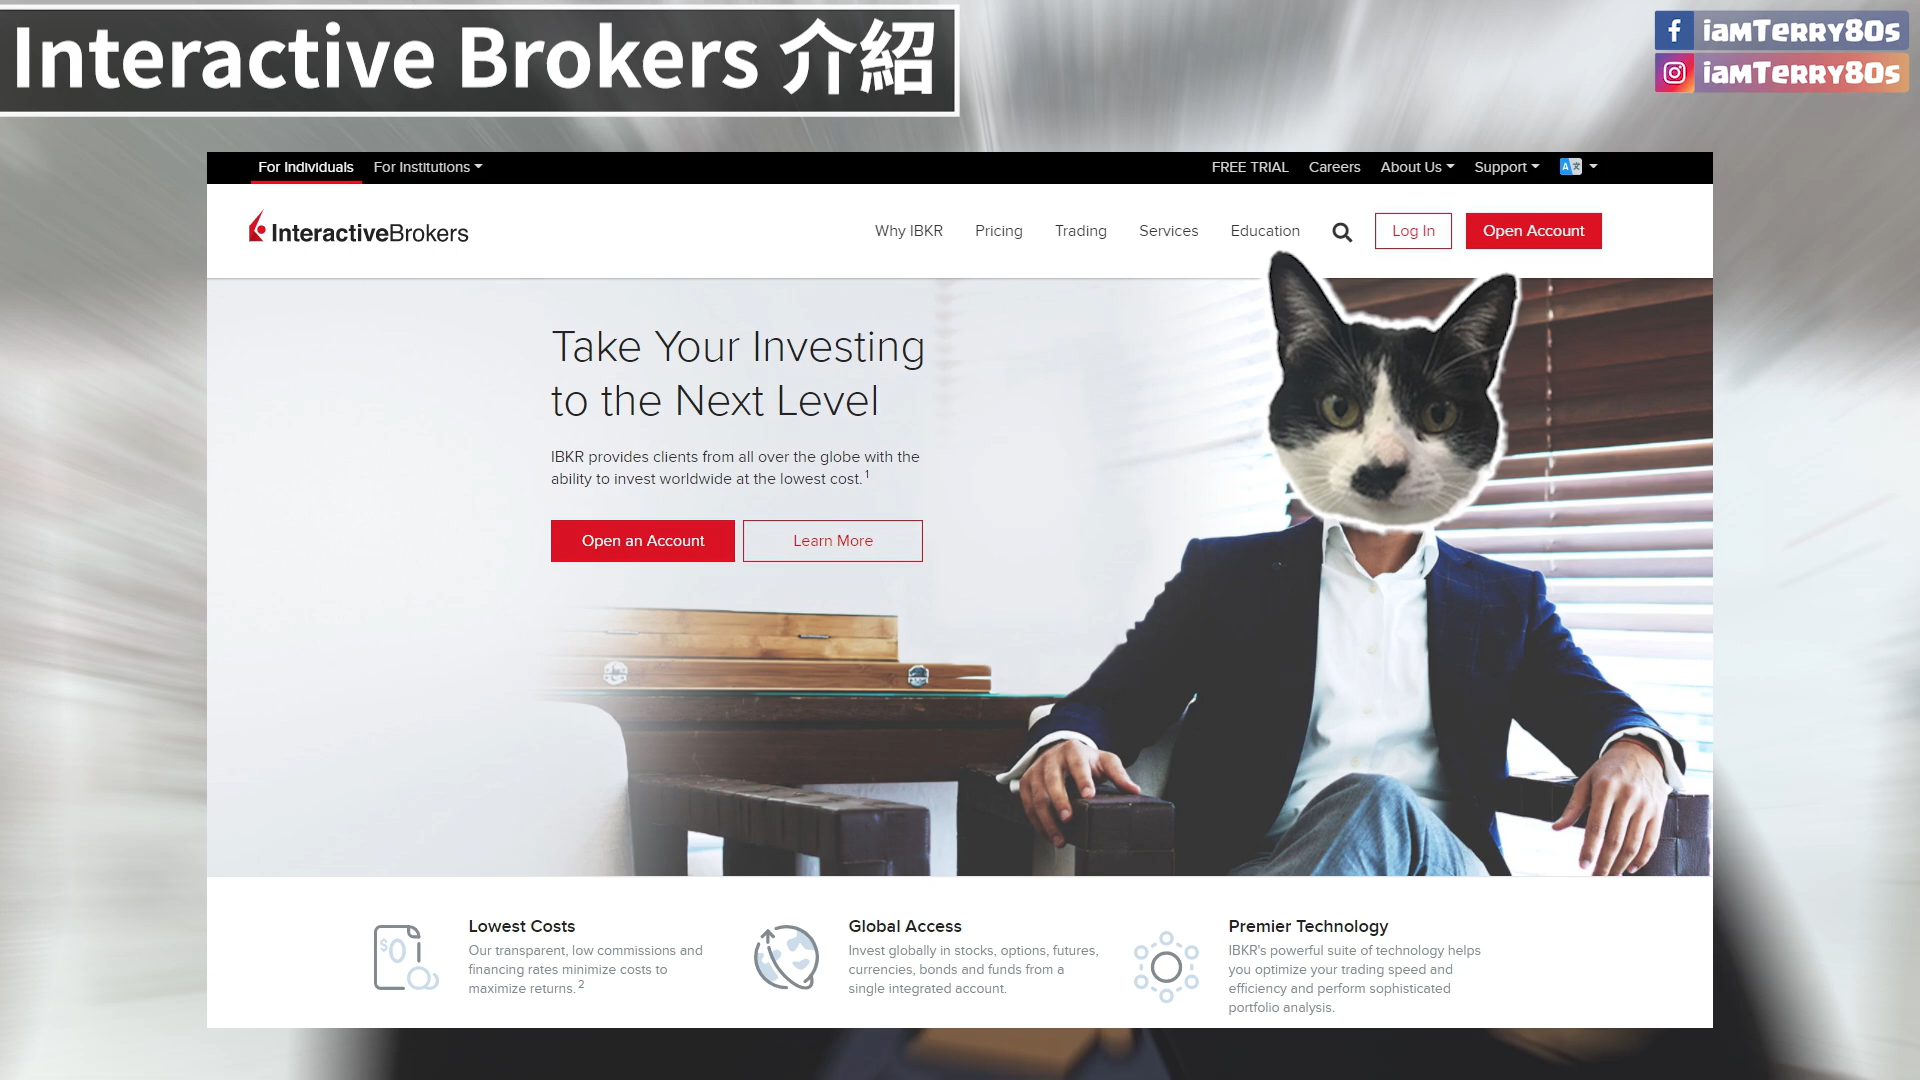 Interactive Brokers 介紹
iamTerry80s
iamTerry80s
For Individuals For Institutions
FREE TRIAL Careers About Us Support
InteractiveBrokers
Why IBKR Pricing Trading Services Education Log In Open Account
Take Your Investing
to the Next Level
IBKR provides clients from all over the globe with the
ability to invest worldwide at the lowest cost. 1
Open an Account Learn More
Lowest Costs
Our transparent, low commissions and
financing rates minimize costs to
maximize returns. 2
Global Access
Invest globally in stocks, options, futures,
currencies, bonds and funds from a
single integrated account.
Premier Technology
IBKR's powerful suite of technology helps
you optimize your trading speed and
efficiency and perform sophisticated
portfolio analysis.